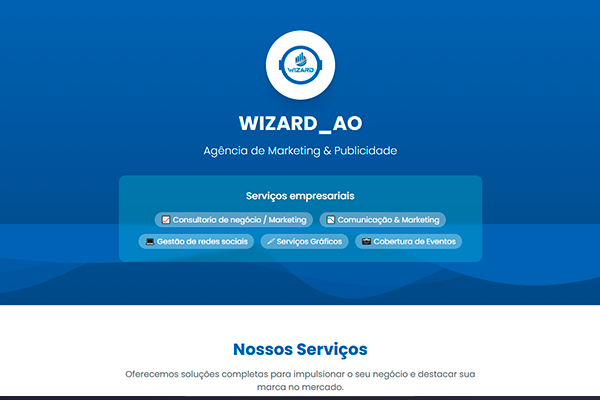 WIZARD
WIZARD_AO
Agência de Marketing & Publicidade
Serviços empresariais
Consultoria de negócio / Marketing
Comunicação & Marketing
Gestão de redes sociais
Serviços Gráficos
Cobertura de Eventos
Nossos Serviços
Oferecemos soluções completas para impulsionar o seu negócio e destacar sua
marca no mercado.